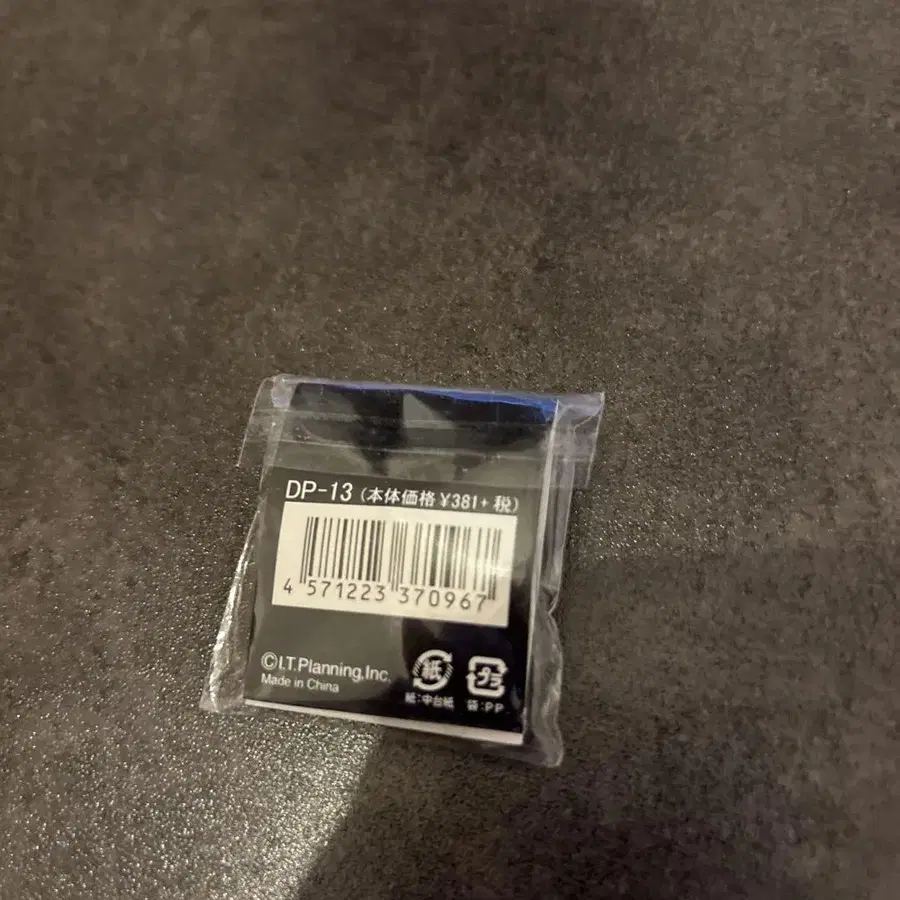 DP-13 (本体価格 ¥381+ 税)
4 571223 370967
©I.T.Planning,Inc.
Made in China
紙
プラ
紙:中台紙
袋:PP